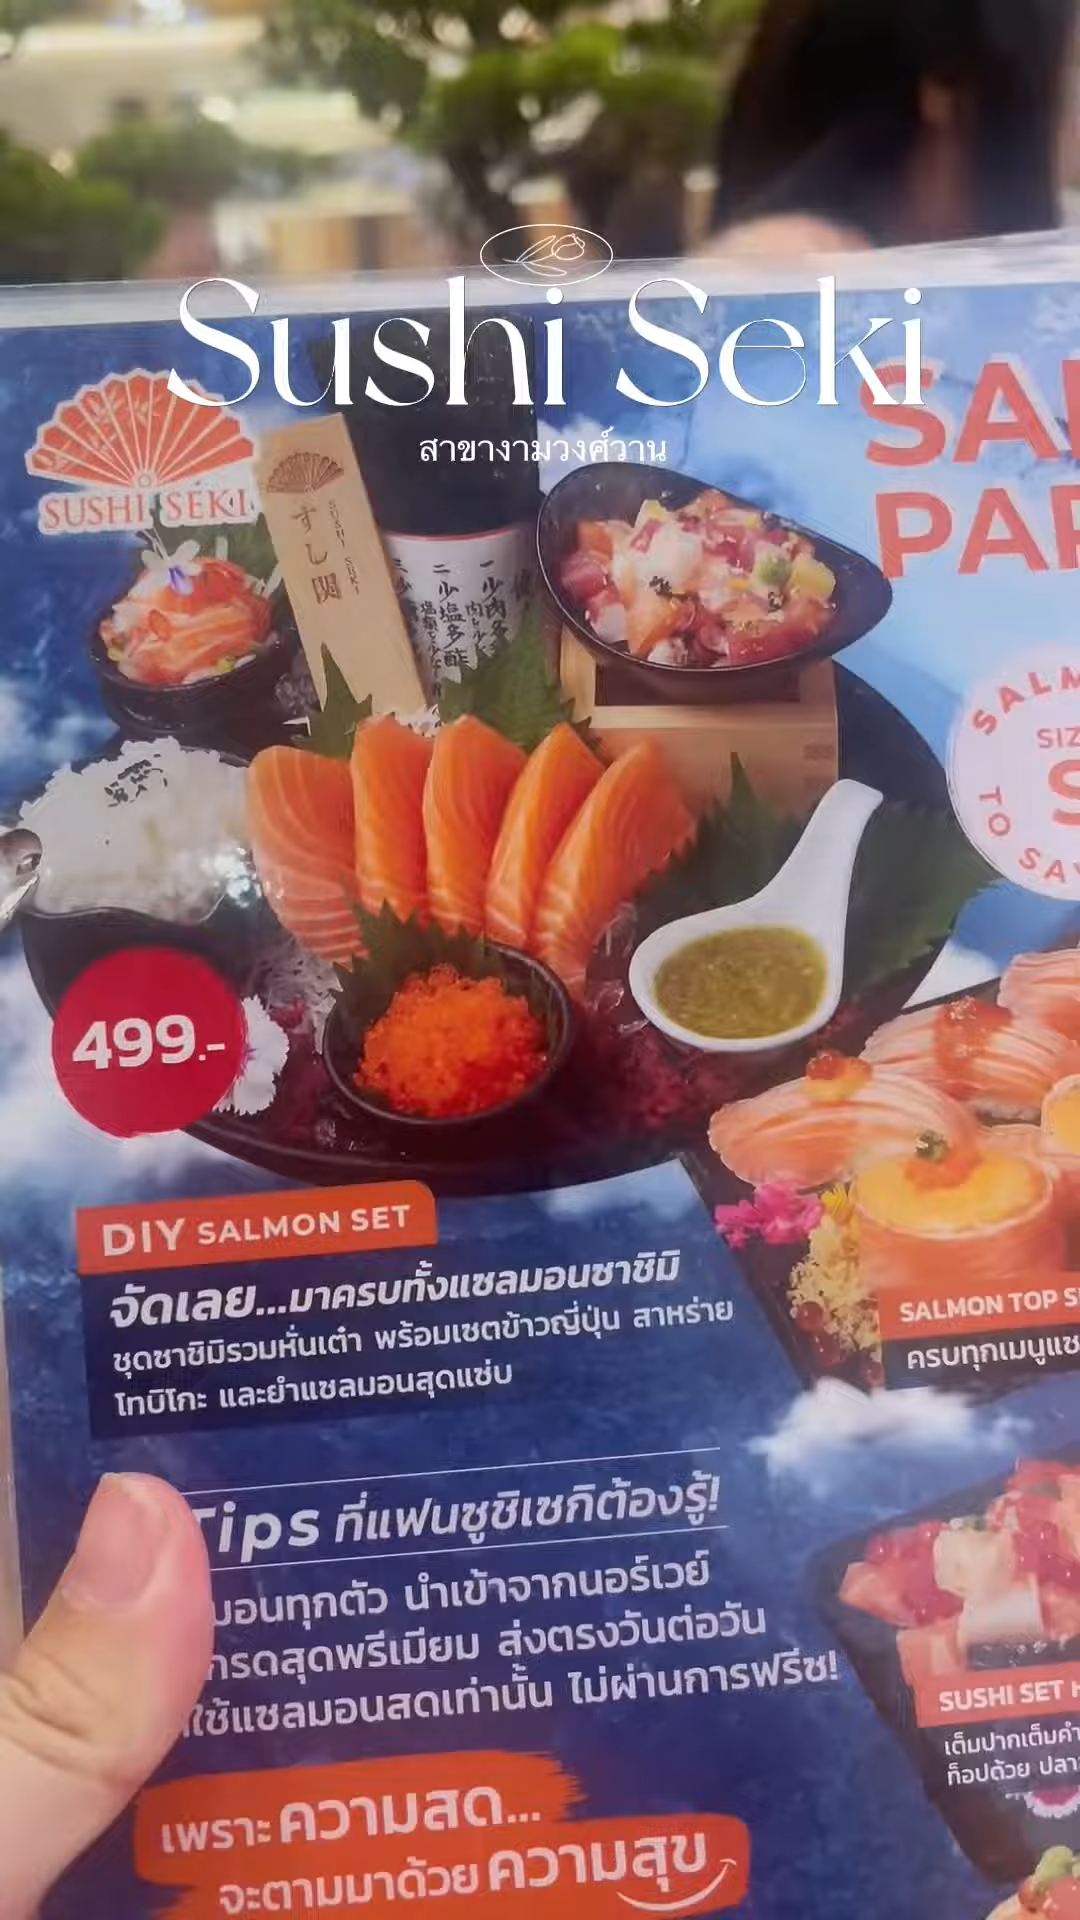 Sushi Seki
สาขางามวงศ์วาน
SUSHI SEKI
すし関
SUSHI SEKI
SAL
PAR
SALM
SIZ
S
TO SAV
499.-
DIY SALMON SET
จัดเลย...มาครบทั้งแซลมอนซาชิมิ
ชุดซาชิมิรวมหั่นเต๋า พร้อมเซตข้าวญี่ปุ่น สาหร่าย
โทบิโกะ และยำแซลมอนสุดแซ่บ
SALMON TOP S
ครบทุกเมนูแซ
Tips ที่แฟนซูชิเซกิต้องรู้!
มอนทุกตัว นำเข้าจากนอร์เวย์
กรดสุดพรีเมียม ส่งตรงวันต่อวัน
ใช้แซลมอนสดเท่านั้น ไม่ผ่านการฟรีซ!
SUSHI SET H
เต็มปากเต็มคำ
ท็อปด้วย ปลา
เพราะความสด...
จะตามมาด้วยความสุข